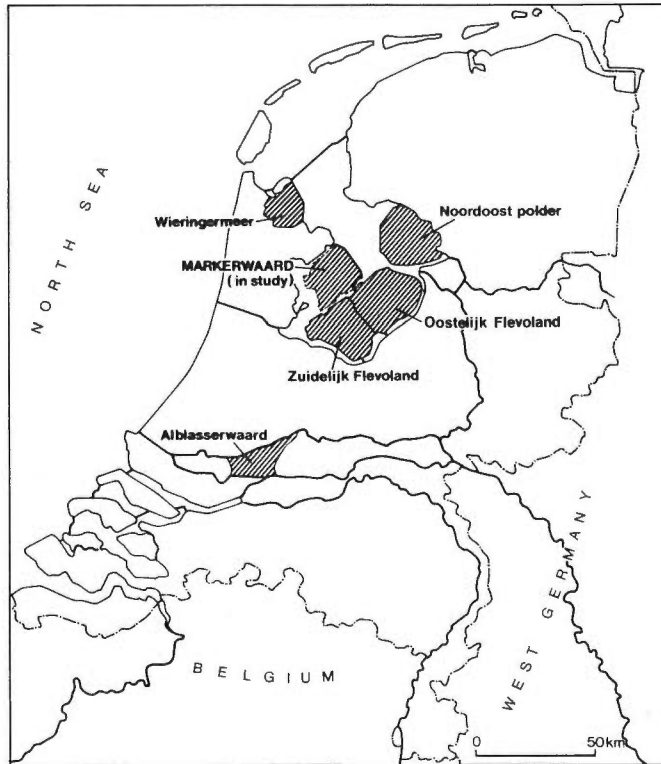 NORTH SEA
Wieringermeer
Noordoost polder
MARKERWAARD
(in study)
Oostelijk Flevoland
Zuidelijk Flevoland
Alblasserwaard
WEST GERMANY
BELGIUM
0 50km